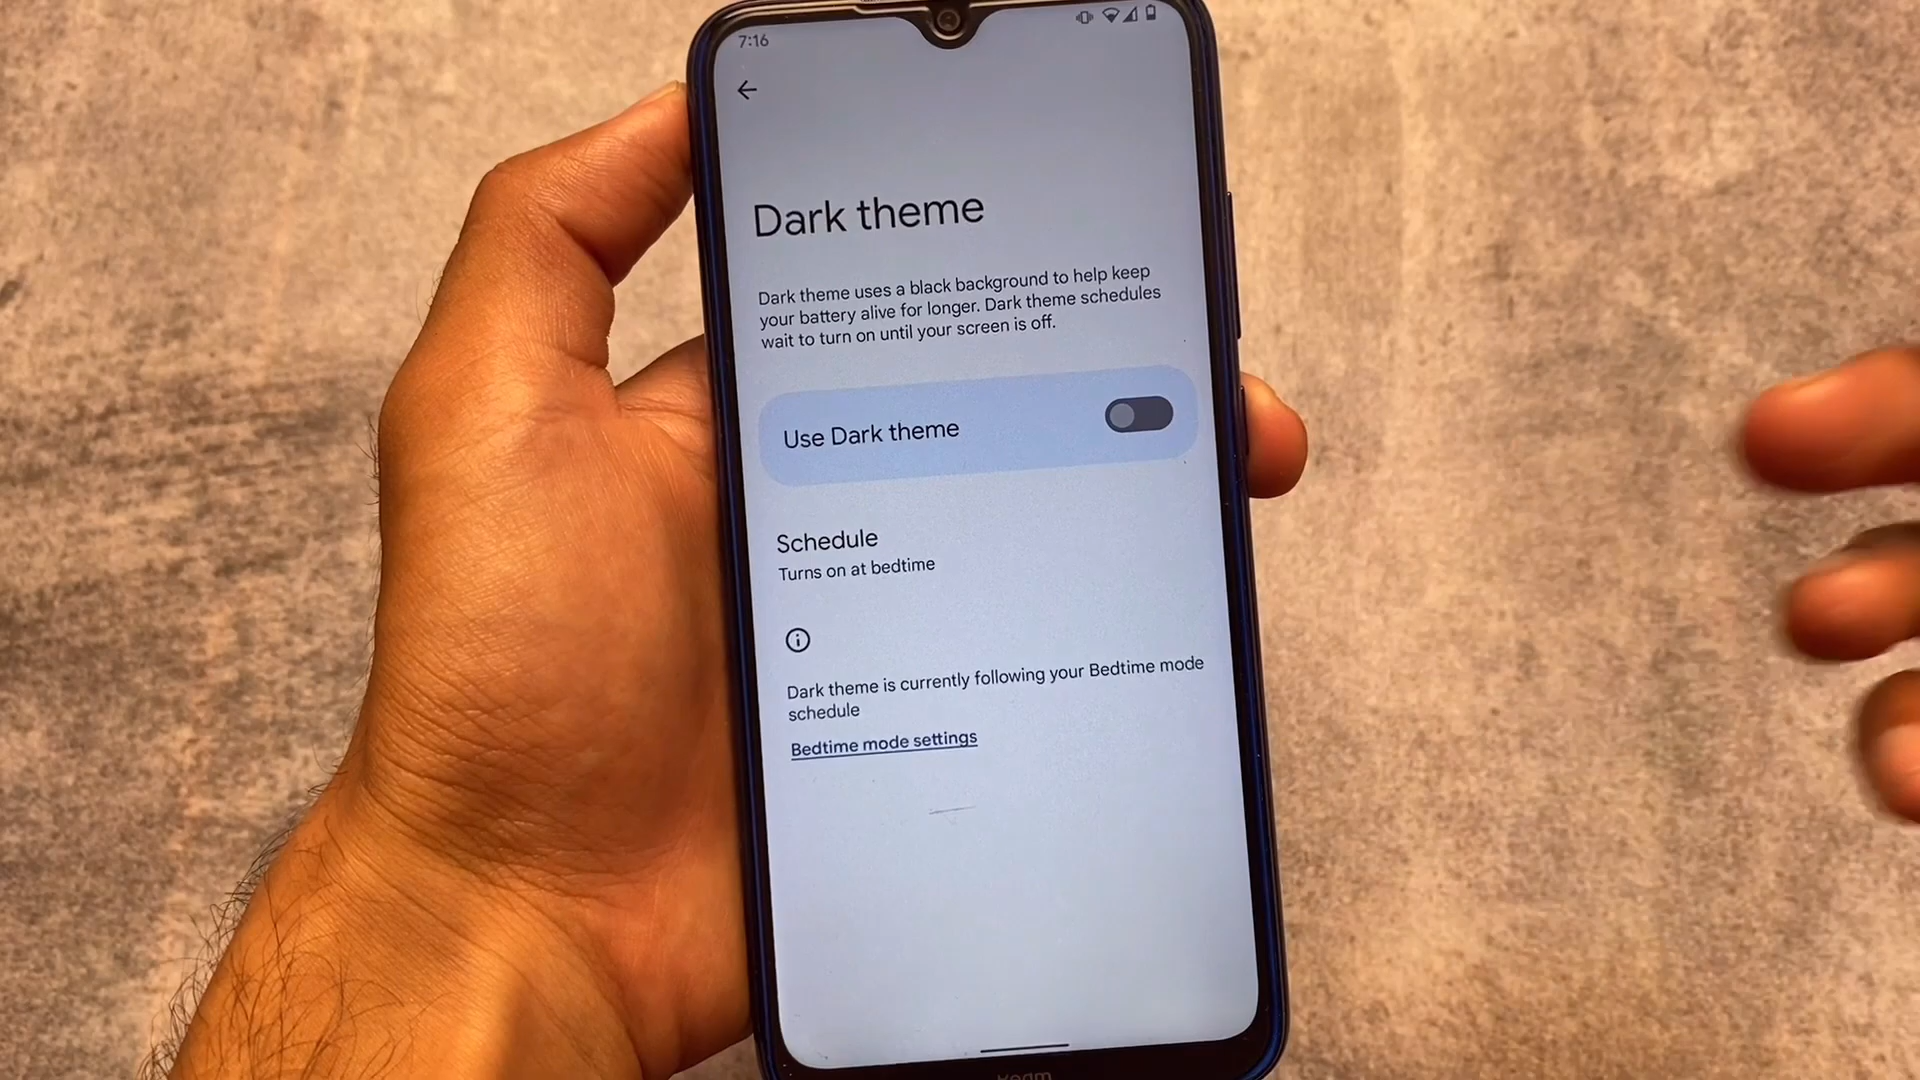 7:16
Dark theme
Dark theme uses a black background to help keep
your battery alive for longer. Dark theme schedules
wait to turn on until your screen is off.
Use Dark theme
Schedule
Turns on at bedtime
Dark theme is currently following your Bedtime mode
schedule
Bedtime mode settings